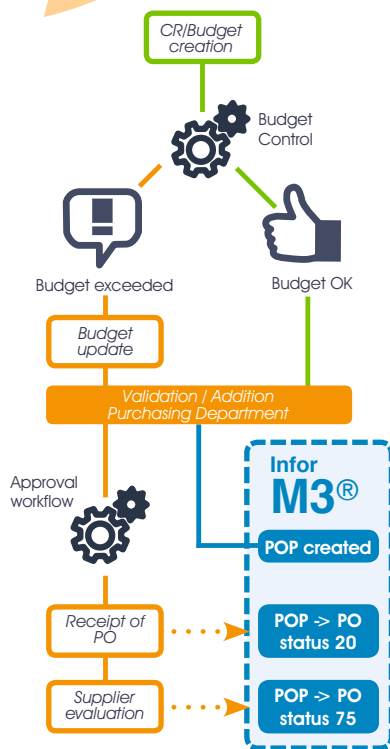 CR/Budget
creation
Budget
Control
Budget exceeded
Budget OK
Budget
update
Validation / Addition
Purchasing Department
Approval
workflow
Infor
M3®
POP created
Receipt of
PO
POP -> PO
status 20
Supplier
evaluation
POP -> PO
status 75